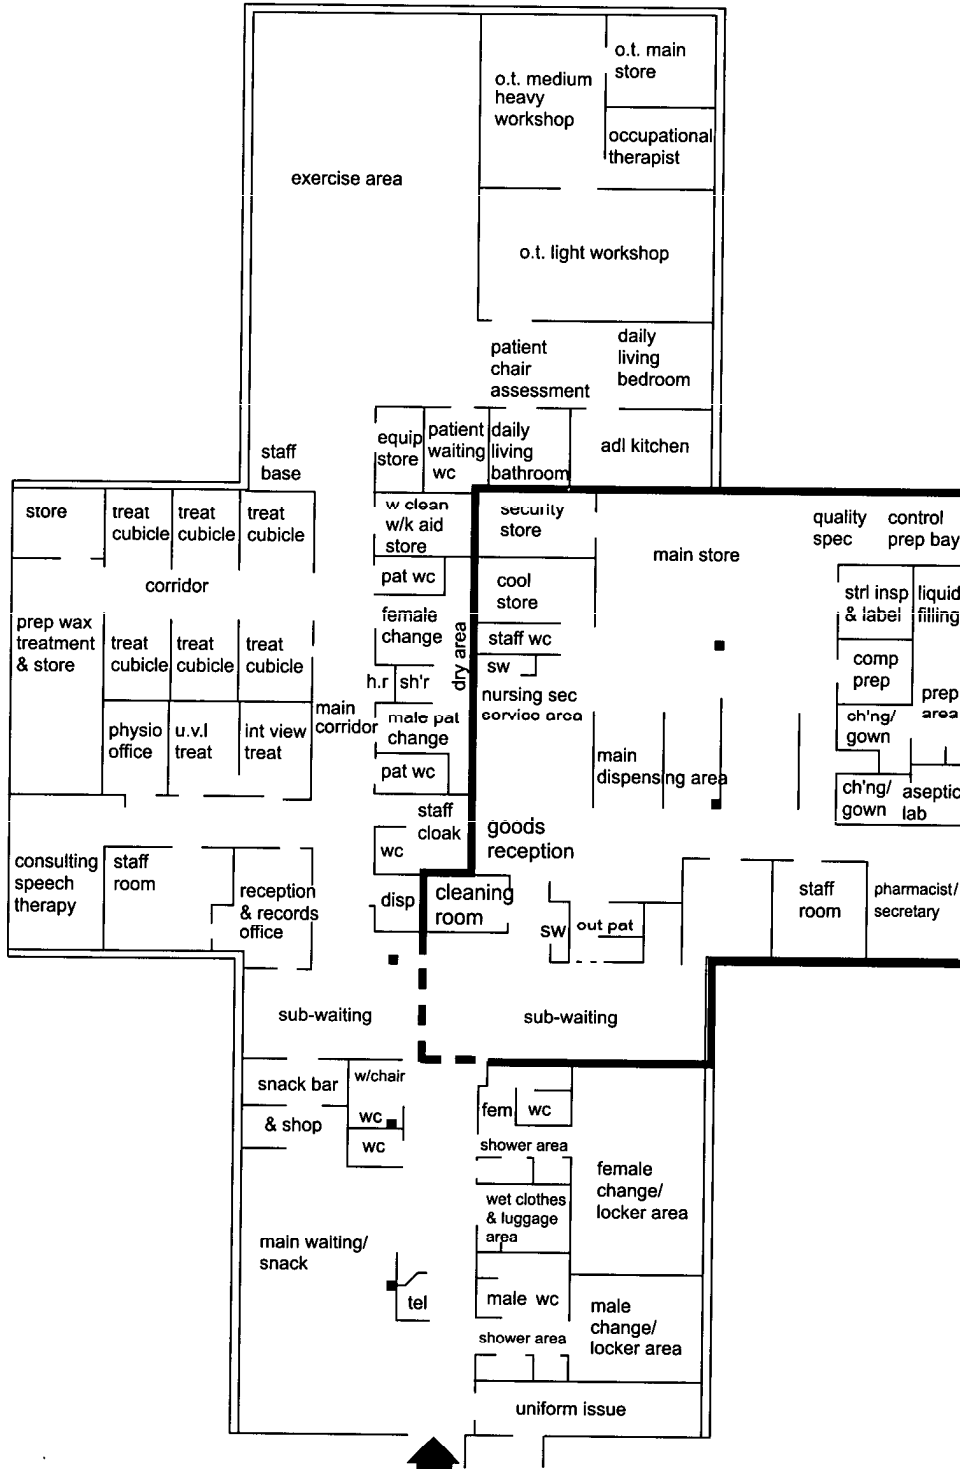 o.t. main
store
o.t. medium
heavy
workshop
occupational
therapist
exercise area
o.t. light workshop
patient
chair
assessment
daily
living
bedroom
equip
store
patient
waiting
wc
daily
living
bathroom
adl kitchen
staff
base
store
treat
cubicle
treat
cubicle
treat
cubicle
w clean
w/k aid
store
security
store
main store
quality
spec
control
prep bay
corridor
pat wc
cool
store
strl insp
& label
liquid
filling
prep wax
treatment
& store
treat
cubicle
treat
cubicle
treat
cubicle
female
change
dry area
staff wc
sw
comp
prep
h.r
sh'r
nursing sec
service area
prep
area
main
corridor
physio
office
u.v.l
treat
int view
treat
male pat
change
pat wc
main
dispensing area
ch'ng/
gown
ch'ng/
gown
aseptic
lab
staff
cloak
wc
goods
reception
consulting
speech
therapy
staff
room
reception
& records
office
disp
cleaning
room
sw
out pat
staff
room
pharmacist/
secretary
sub-waiting
sub-waiting
snack bar
& shop
w/chair
wc
wc
fem
wc
shower area
female
change/
locker area
wet clothes
& luggage
area
main waiting/
snack
tel
male wc
male
change/
locker area
shower area
uniform issue